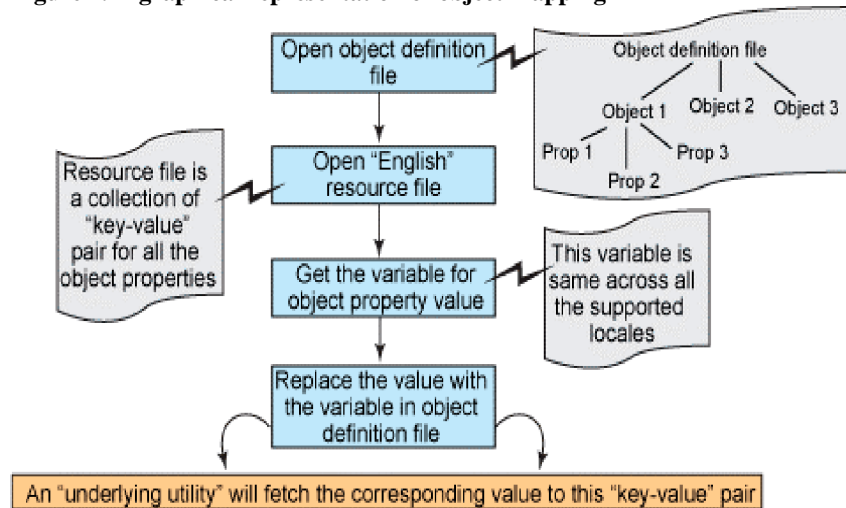 Open object definition
file
Object definition file
Object 1
Object 2
Object 3
Prop 1
Prop 2
Prop 3
Open “English”
resource file
Resource file is
a collection of
“key-value”
pair for all the
object properties
Get the variable for
object property value
This variable is
same across all
the supported
locales
Replace the value with
the variable in object
definition file
An “underlying utility” will fetch the corresponding value to this “key-value” pair